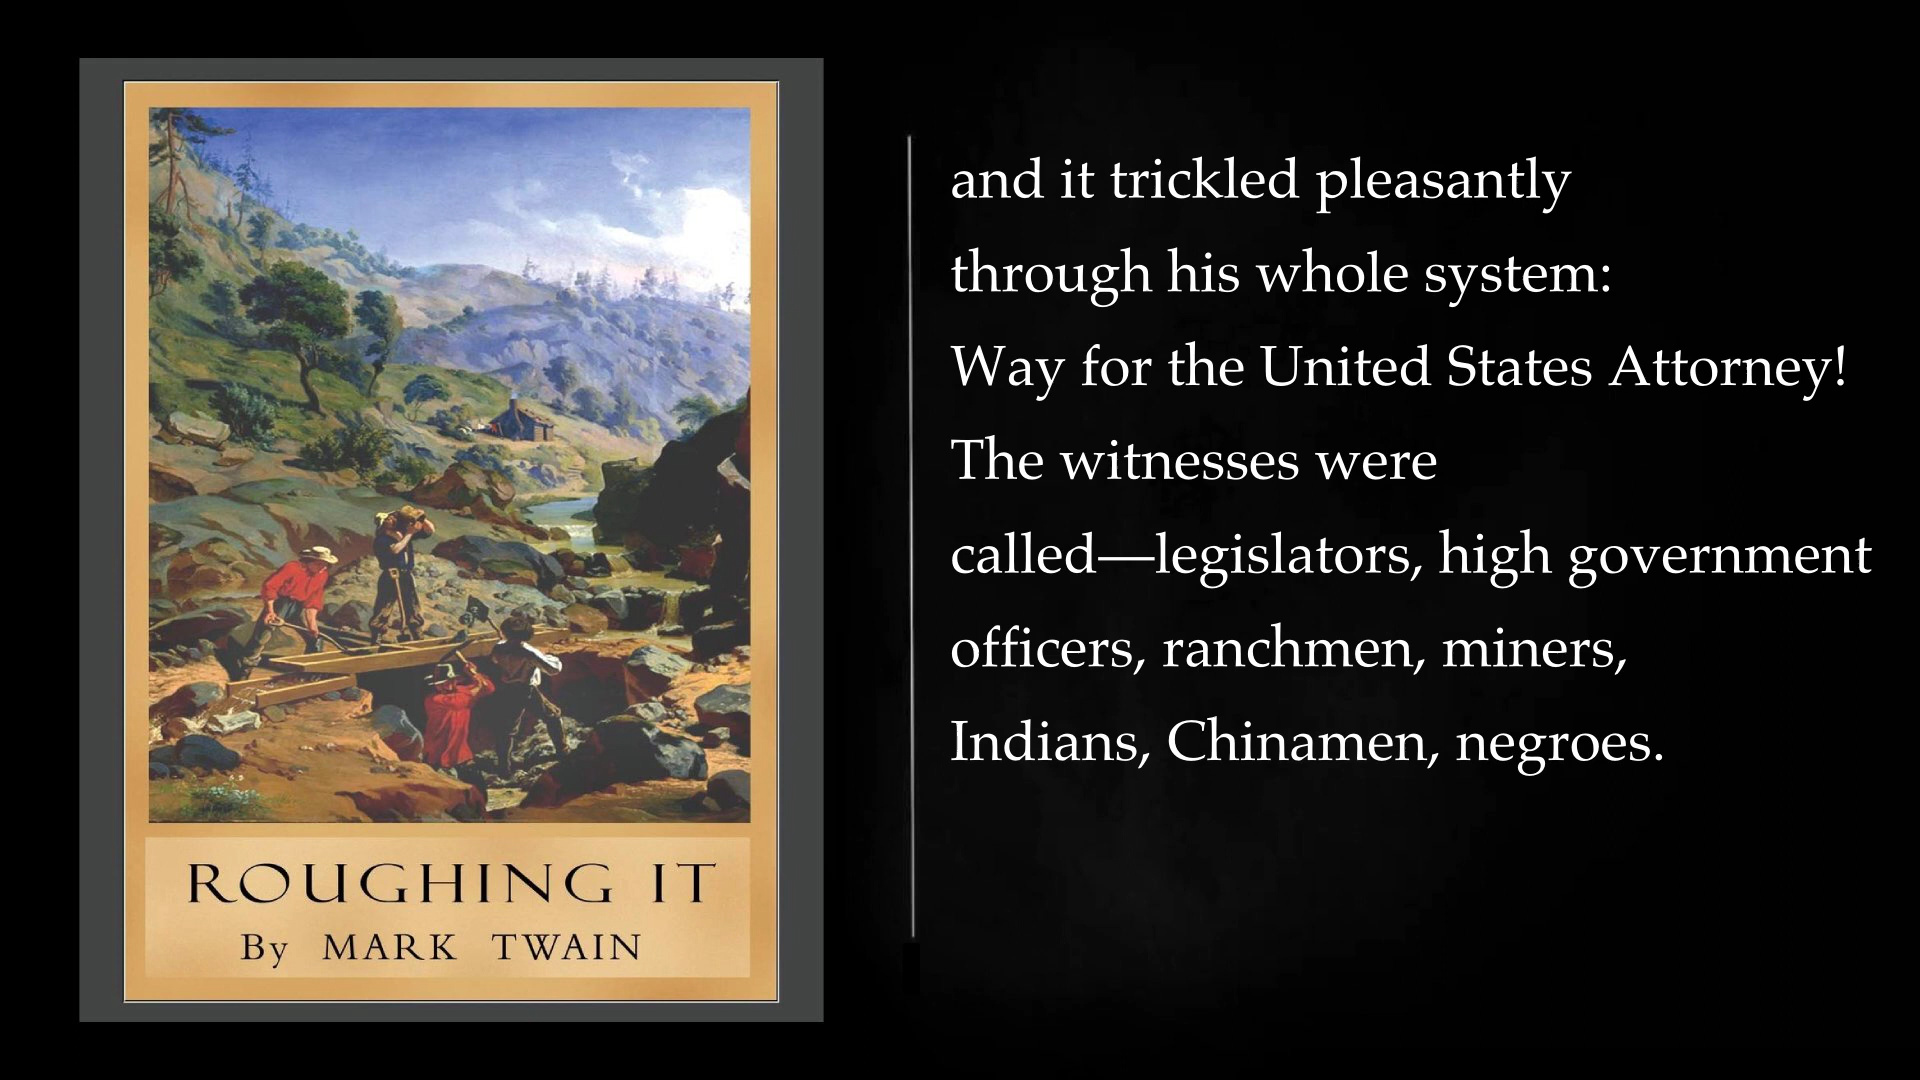 ROUGHING IT
By MARK TWAIN
and it trickled pleasantly
through his whole system:
Way for the United States Attorney!
The witnesses were
called—legislators, high government
officers, ranchmen, miners,
Indians, Chinamen, negroes.